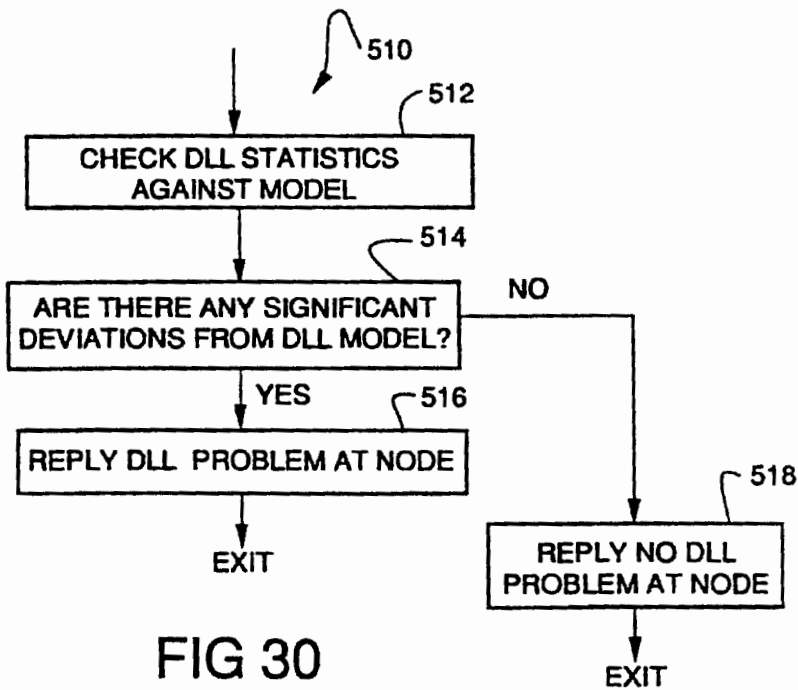 510
512
CHECK DLL STATISTICS
AGAINST MODEL
514
ARE THERE ANY SIGNIFICANT
DEVIATIONS FROM DLL MODEL?
NO
YES
516
REPLY DLL PROBLEM AT NODE
EXIT
518
REPLY NO DLL
PROBLEM AT NODE
EXIT
FIG 30